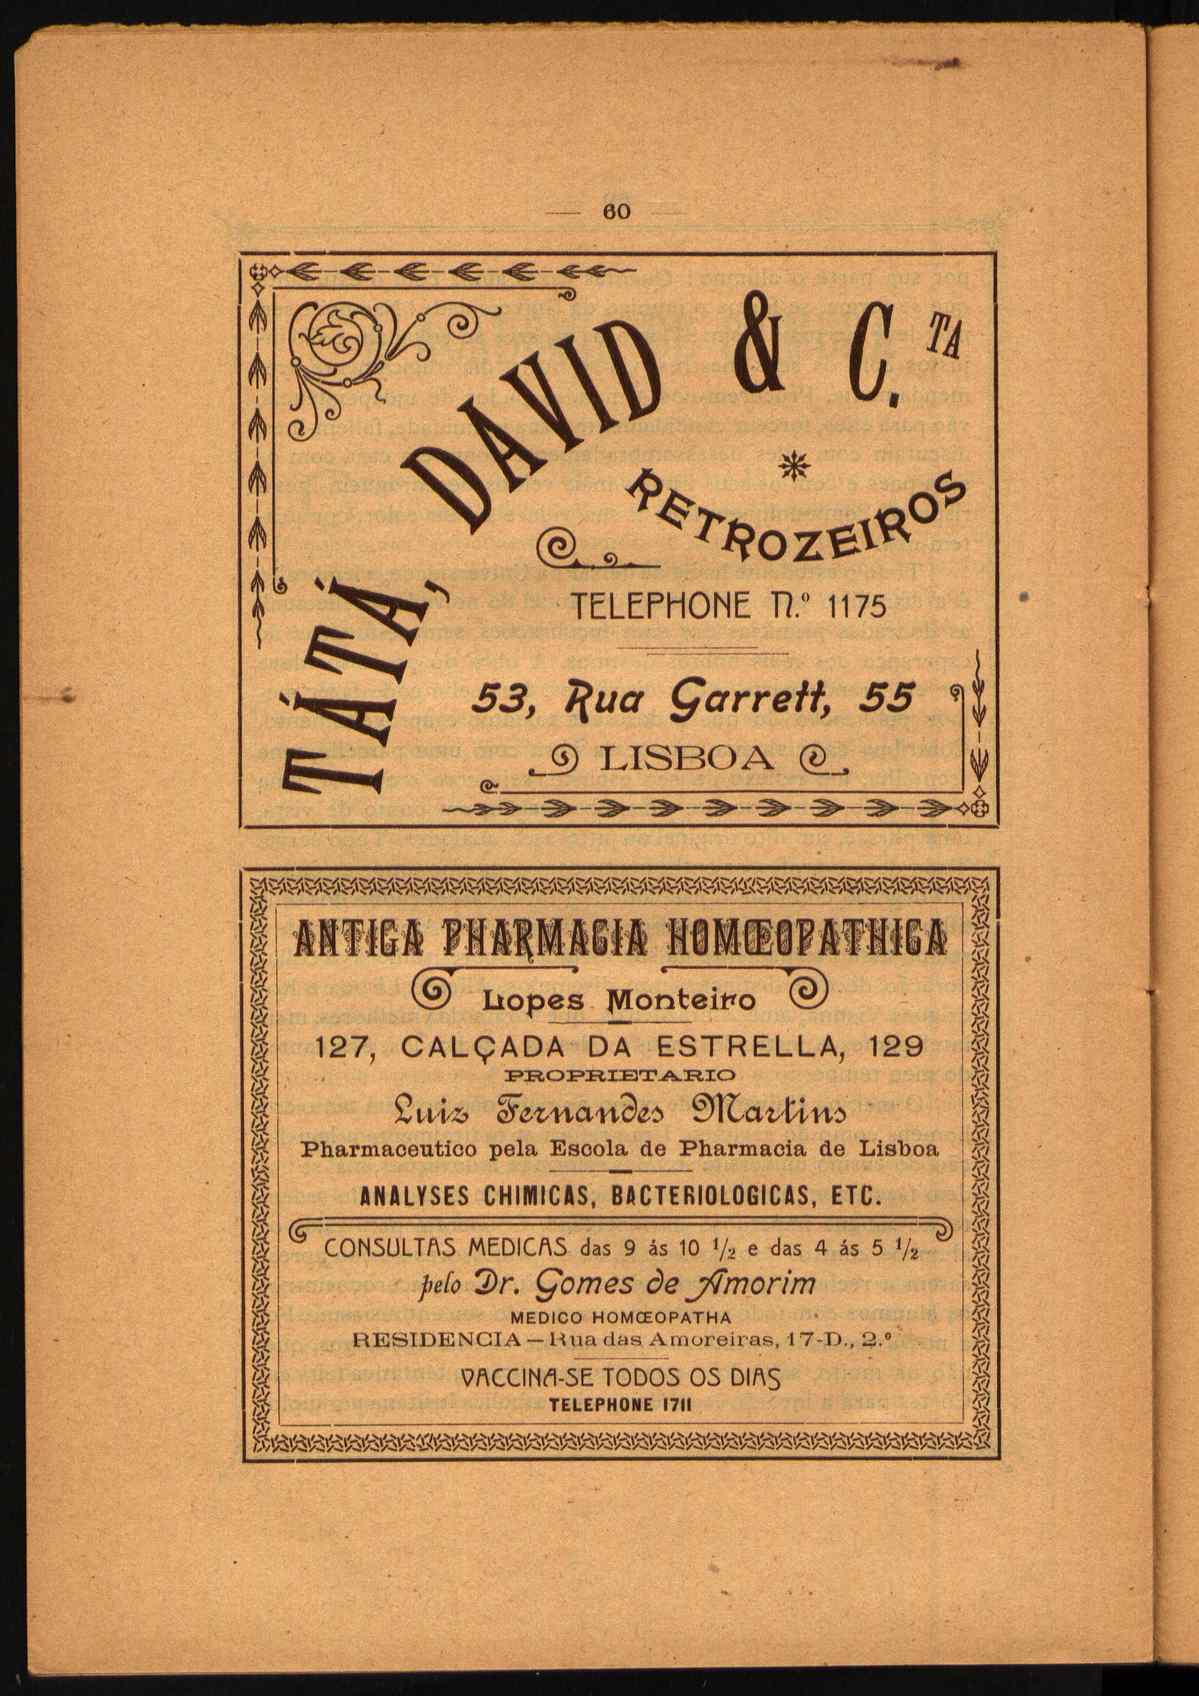 60
TÁTÁ, DAVID & C.TA
RETROZEIROS
TELEPHONE N.º 1175
53, Rua Garrett, 55
LISBOA
ANTIGA PHARMACIA HOMŒOPATHICA
Lopes Monteiro
127, CALÇADA DA ESTRELLA, 129
PROPRIETARIO
Luiz Fernandes Martins
Pharmaceutico pela Escola de Pharmacia de Lisboa
ANALYSES CHIMICAS, BACTERIOLOGICAS, ETC.
CONSULTAS MEDICAS das 9 ás 10 1/2 e das 4 ás 5 1/2
pelo Dr. Gomes de Amorim
MEDICO HOMŒOPATHA
RESIDENCIA — Rua das Amoreiras, 17-D., 2.º
VACCINA-SE TODOS OS DIAS
TELEPHONE 1711